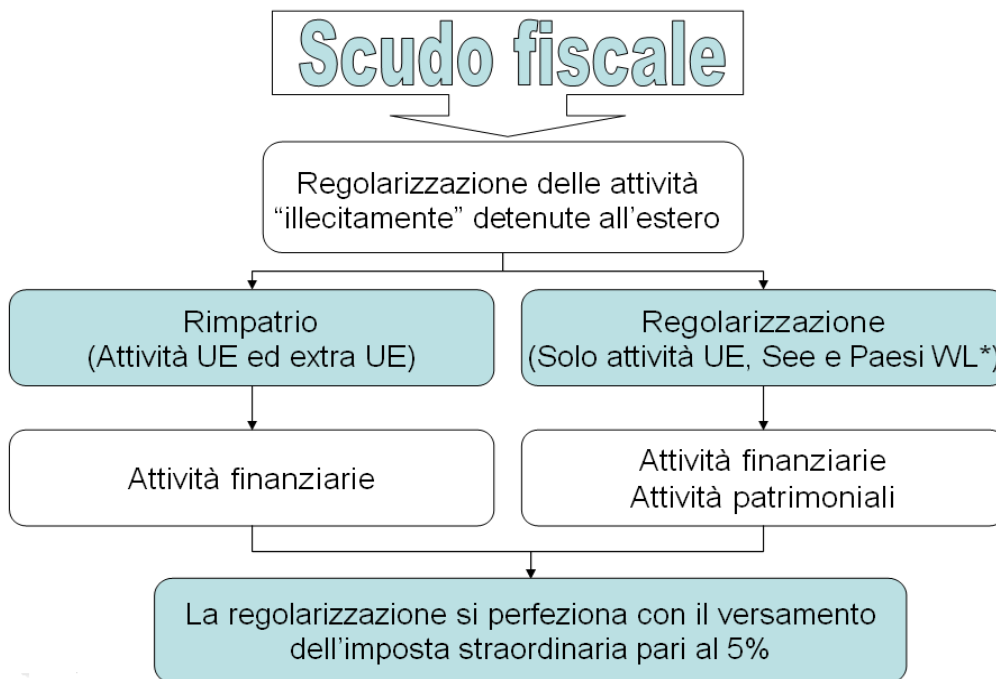 Scudo fiscale
Regolarizzazione delle attività
“illecitamente” detenute all’estero
Rimpatrio
(Attività UE ed extra UE)
Regolarizzazione
(Solo attività UE, See e Paesi WL*)
Attività finanziarie
Attività finanziarie
Attività patrimoniali
La regolarizzazione si perfeziona con il versamento
dell’imposta straordinaria pari al 5%